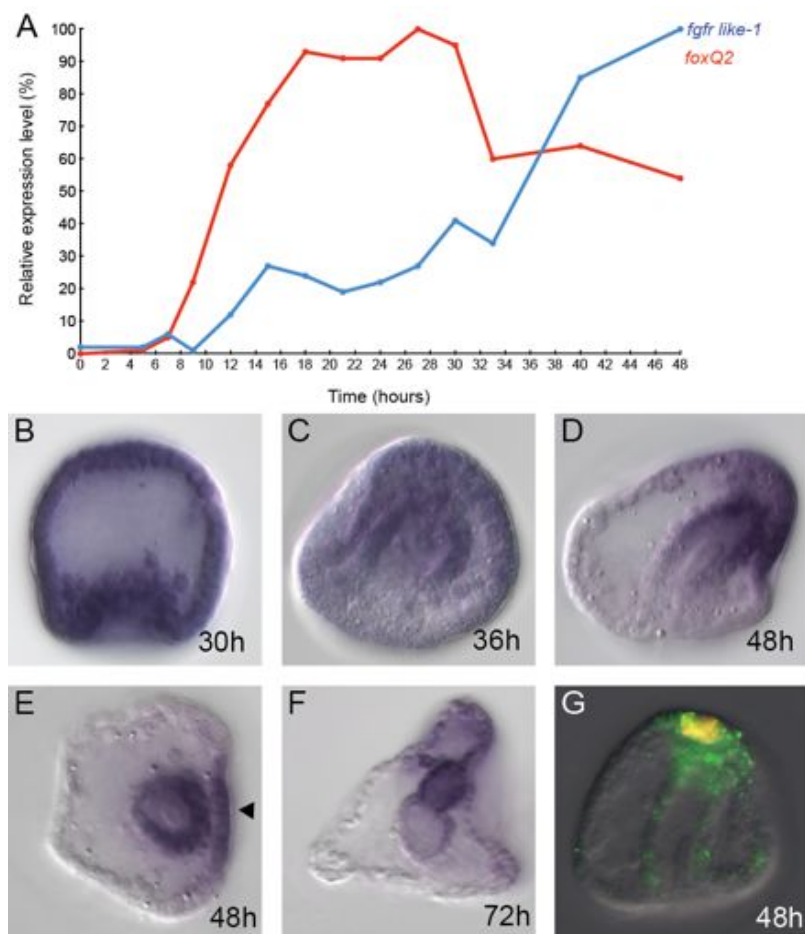 A
fgfr like-1
foxQ2
Relative expression level (%)
100
90
80
70
60
50
40
30
20
10
0
0 2 4 6 8 10 12 14 16 18 20 22 24 26 28 30 32 34 36 38 40 42 44 46 48
Time (hours)
B
30h
C
36h
D
48h
E
48h
F
72h
G
48h